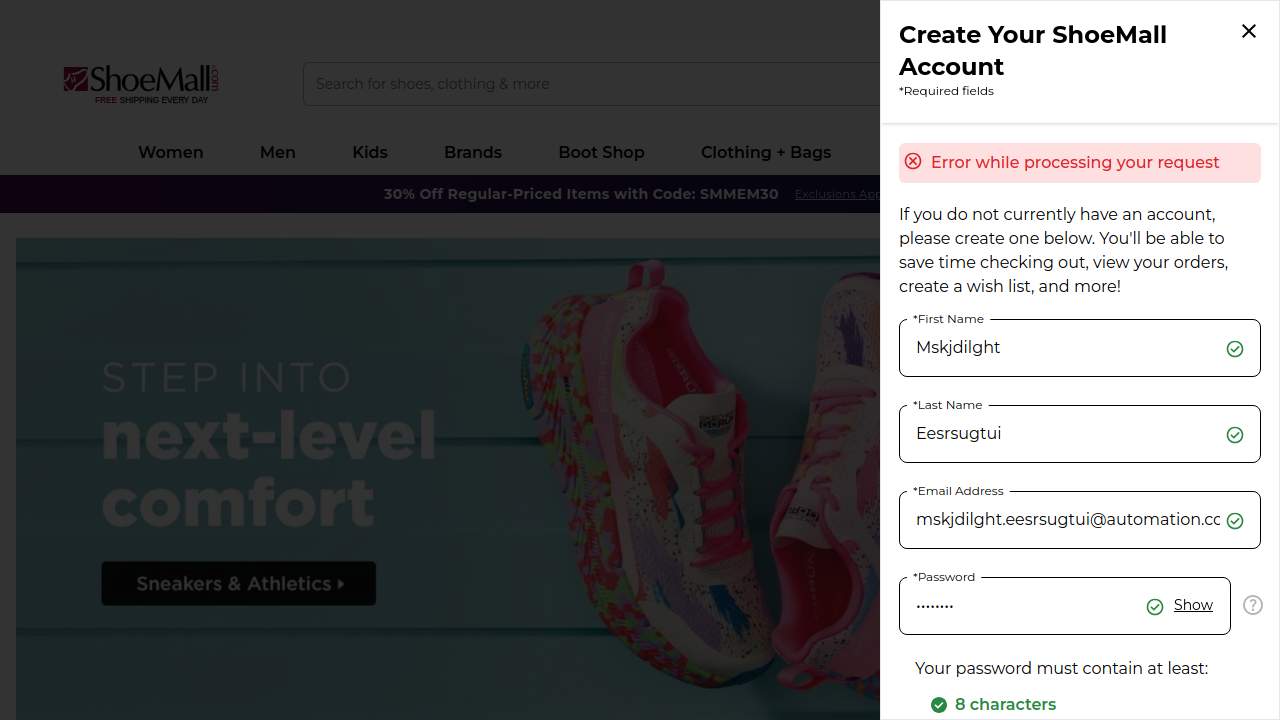 ShoeMall.com
FREE SHIPPING EVERY DAY
Search for shoes, clothing & more
Women
Men
Kids
Brands
Boot Shop
Clothing + Bags
30% Off Regular-Priced Items with Code: SMMEM30
Exclusions App
STEP INTO
next-level
comfort
Sneakers & Athletics
Create Your ShoeMall
Account
*Required fields
Error while processing your request
If you do not currently have an account,
please create one below. You'll be able to
save time checking out, view your orders,
create a wish list, and more!
*First Name
Mskjdilght
*Last Name
Eesrsugtui
*Email Address
mskjdilght.eesrsugtui@automation.cc
*Password
••••••••
Show
?
Your password must contain at least:
8 characters